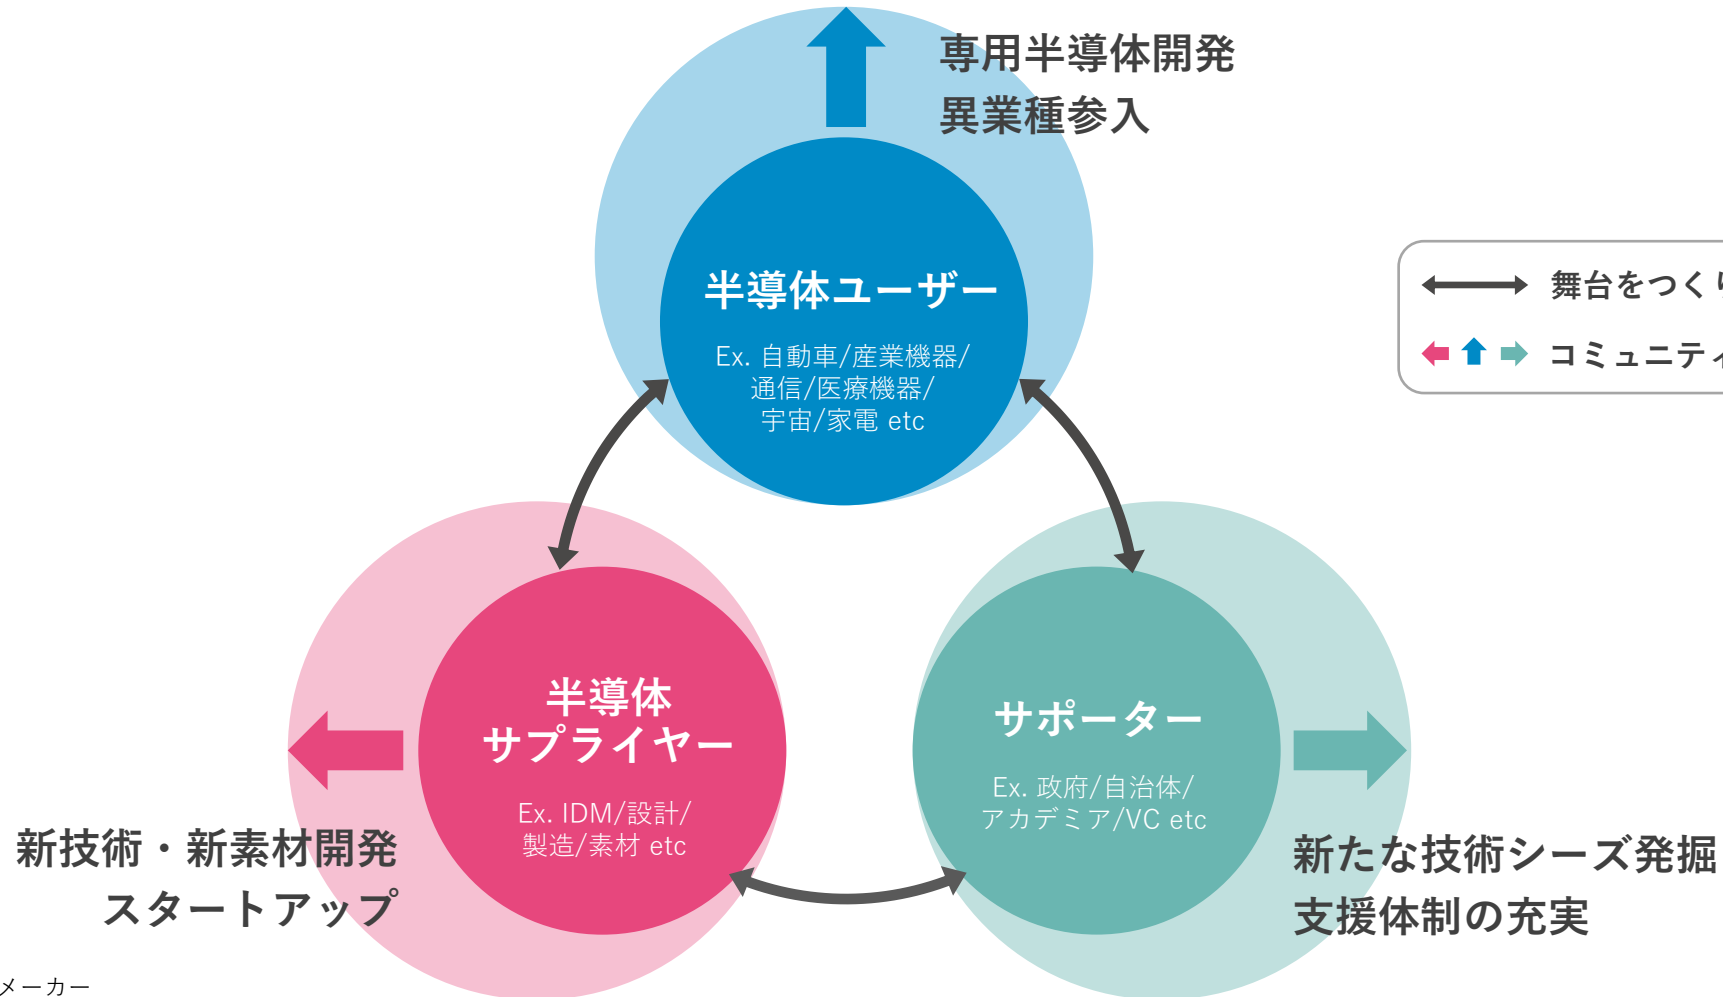 専用半導体開発
異業種参入
半導体ユーザー
Ex. 自動車/産業機器/
通信/医療機器/
宇宙/家電 etc
舞台をつくり
コミュニティ
半導体
サプライヤー
Ex. IDM/設計/
製造/素材 etc
サポーター
Ex. 政府/自治体/
アカデミア/VC etc
新技術・新素材開発
スタートアップ
新たな技術シーズ発掘
支援体制の充実
メーカー